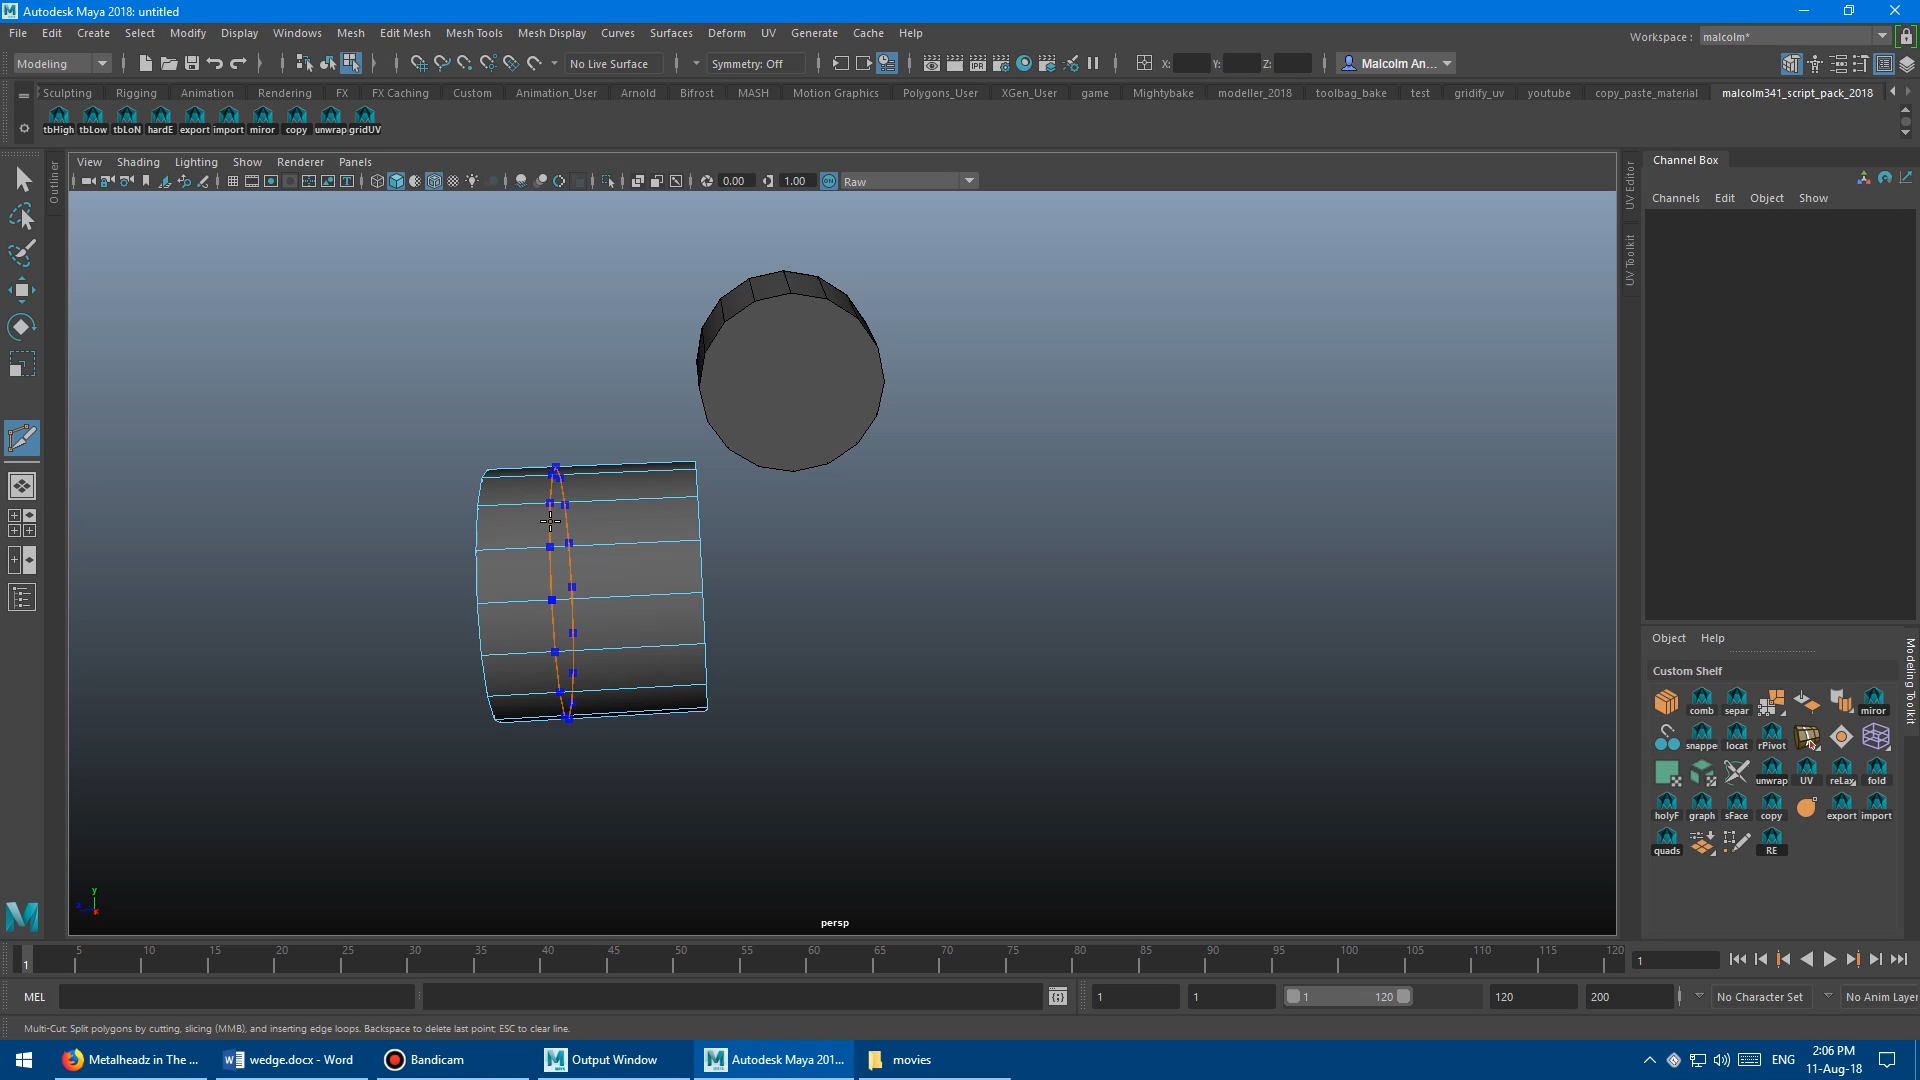 Autodesk Maya 2018: untitled
File Edit Create Select Modify Display Windows Mesh Edit Mesh Mesh Tools Mesh Display Curves Surfaces Deform UV Generate Cache Help
Workspace : malcolm*
Modeling No Live Surface Symmetry: Off X: Y: Z: Malcolm An...
Sculpting Rigging Animation Rendering FX FX Caching Custom Animation_User Arnold Bifrost MASH Motion Graphics Polygons_User XGen_User game Mightybake modeller_2018 toolbag_bake test gridify_uv youtube copy_paste_material malcolm341_script_pack_2018
tbHigh tbLow tbLoN hardE export import miror copy unwrap gridUV
View Shading Lighting Show Renderer Panels
0.00 1.00 ON Raw
Outliner
UV Editor
UV Toolkit
Channel Box
Channels Edit Object Show
Object Help
Custom Shelf
comb separ miror
snappe locat rPivot
unwrap UV reLax fold
holyF graph sFace copy export import
quads RE
Modeling Toolkit
y
persp
5 10 15 20 25 30 35 40 45 50 55 60 65 70 75 80 85 90 95 100 105 110 115 120
1 1
MEL 1 1 1 120 120 200 No Character Set No Anim Layer
Multi-Cut: Split polygons by cutting, slicing (MMB), and inserting edge loops. Backspace to delete last point; ESC to clear line.
Metalheadz in The ... wedge.docx - Word Bandicam Output Window Autodesk Maya 201... movies ENG 2:06 PM
11-Aug-18